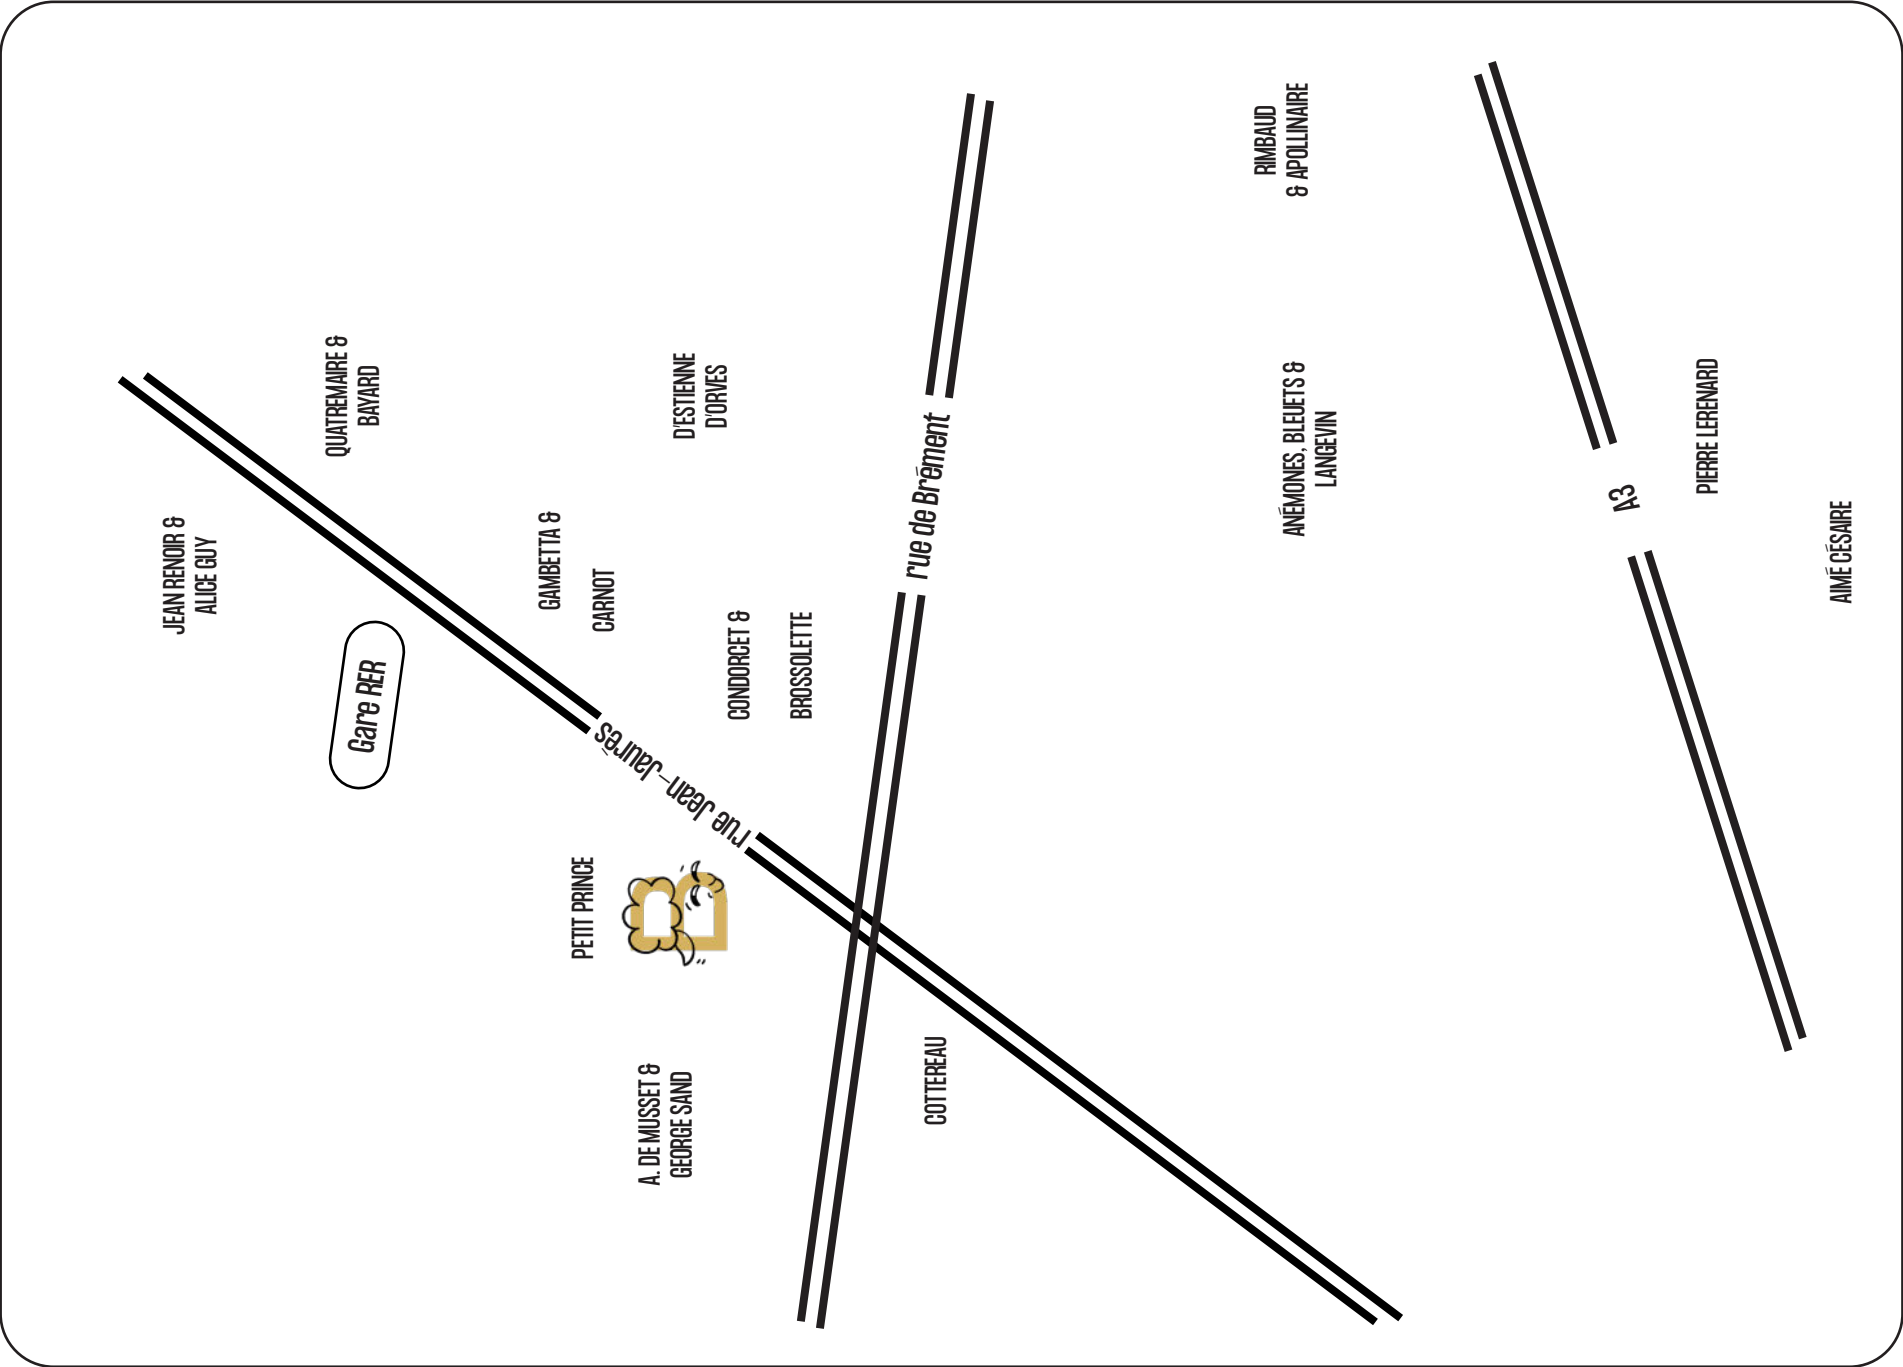 JEAN RENOIR &
ALICE GUY
QUATREMAIRE &
BAYARD
Gare RER
GAMBETTA &
CARNOT
PETIT PRINCE
A. DE MUSSET &
GEORGE SAND
D'ESTIENNE
D'ORVES
rue Jean-Jaurès
CONDORCET &
BROSSOLETTE
rue de Brément
COTTEREAU
RIMBAUD
& APOLLINAIRE
ANÉMONES, BLEUETS &
LANGEVIN
A3
PIERRE LERENARD
AIMÉ CÉSAIRE